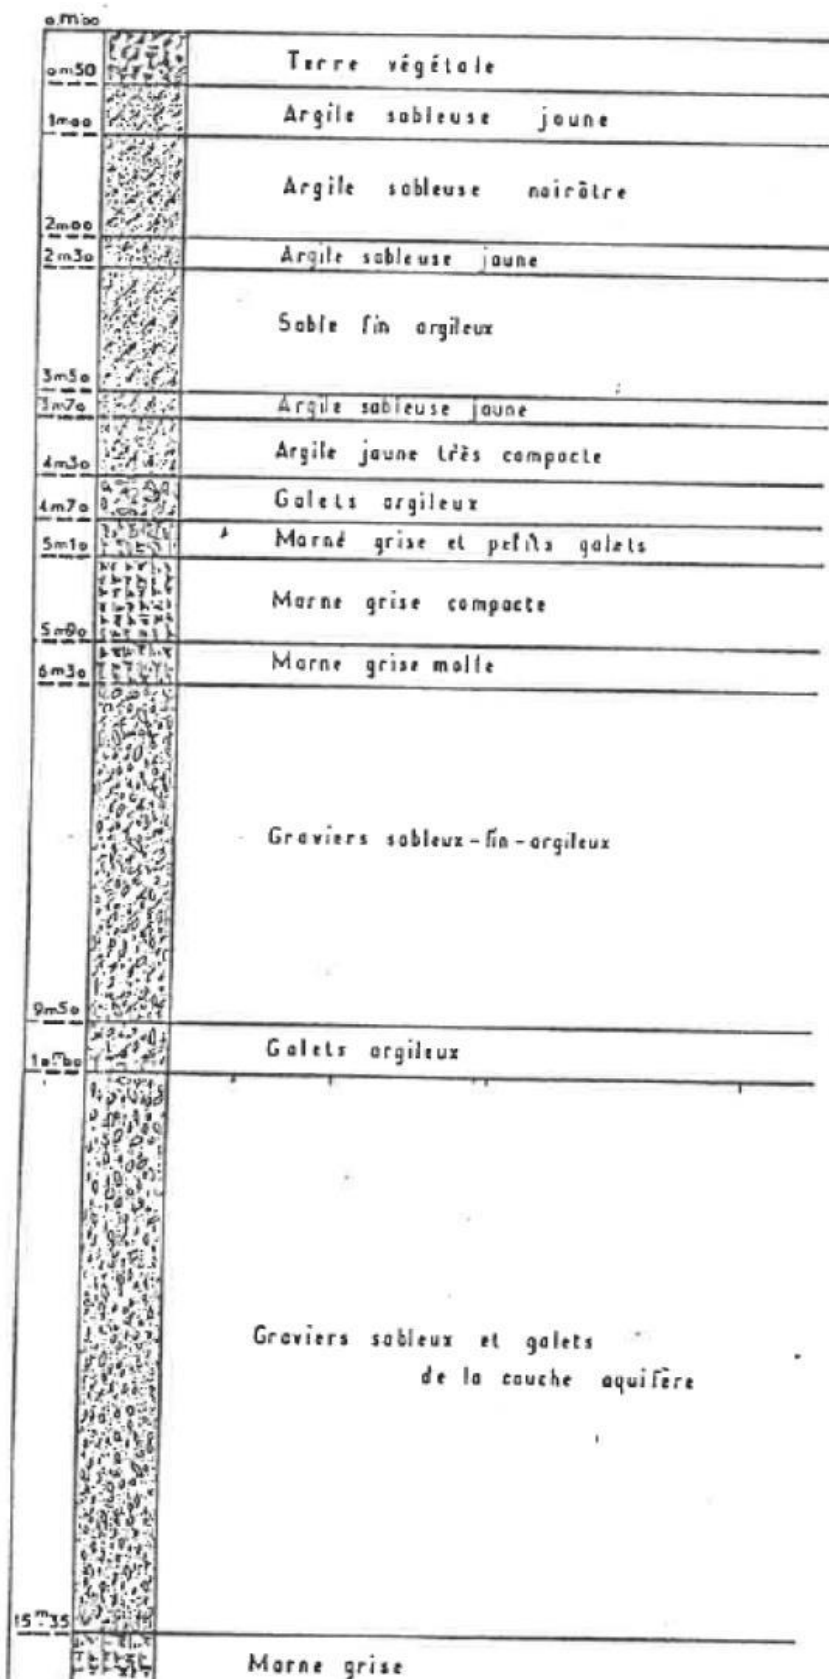 0m00
Terre végétale
0m50
Argile sableuse jaune
1m00
Argile sableuse noirâtre
2m00
Argile sableuse jaune
2m30
Sable fin argileux
3m50
Argile sableuse jaune
3m70
Argile jaune très compacte
4m30
Galets argileux
4m70
Marne grise et petits galets
5m10
Marne grise compacte
5m90
Marne grise molle
6m30
Graviers sableux-fin-argileux
9m50
Galets argileux
10m00
Graviers sableux et galets
de la couche aquifère
15m35
Marne grise